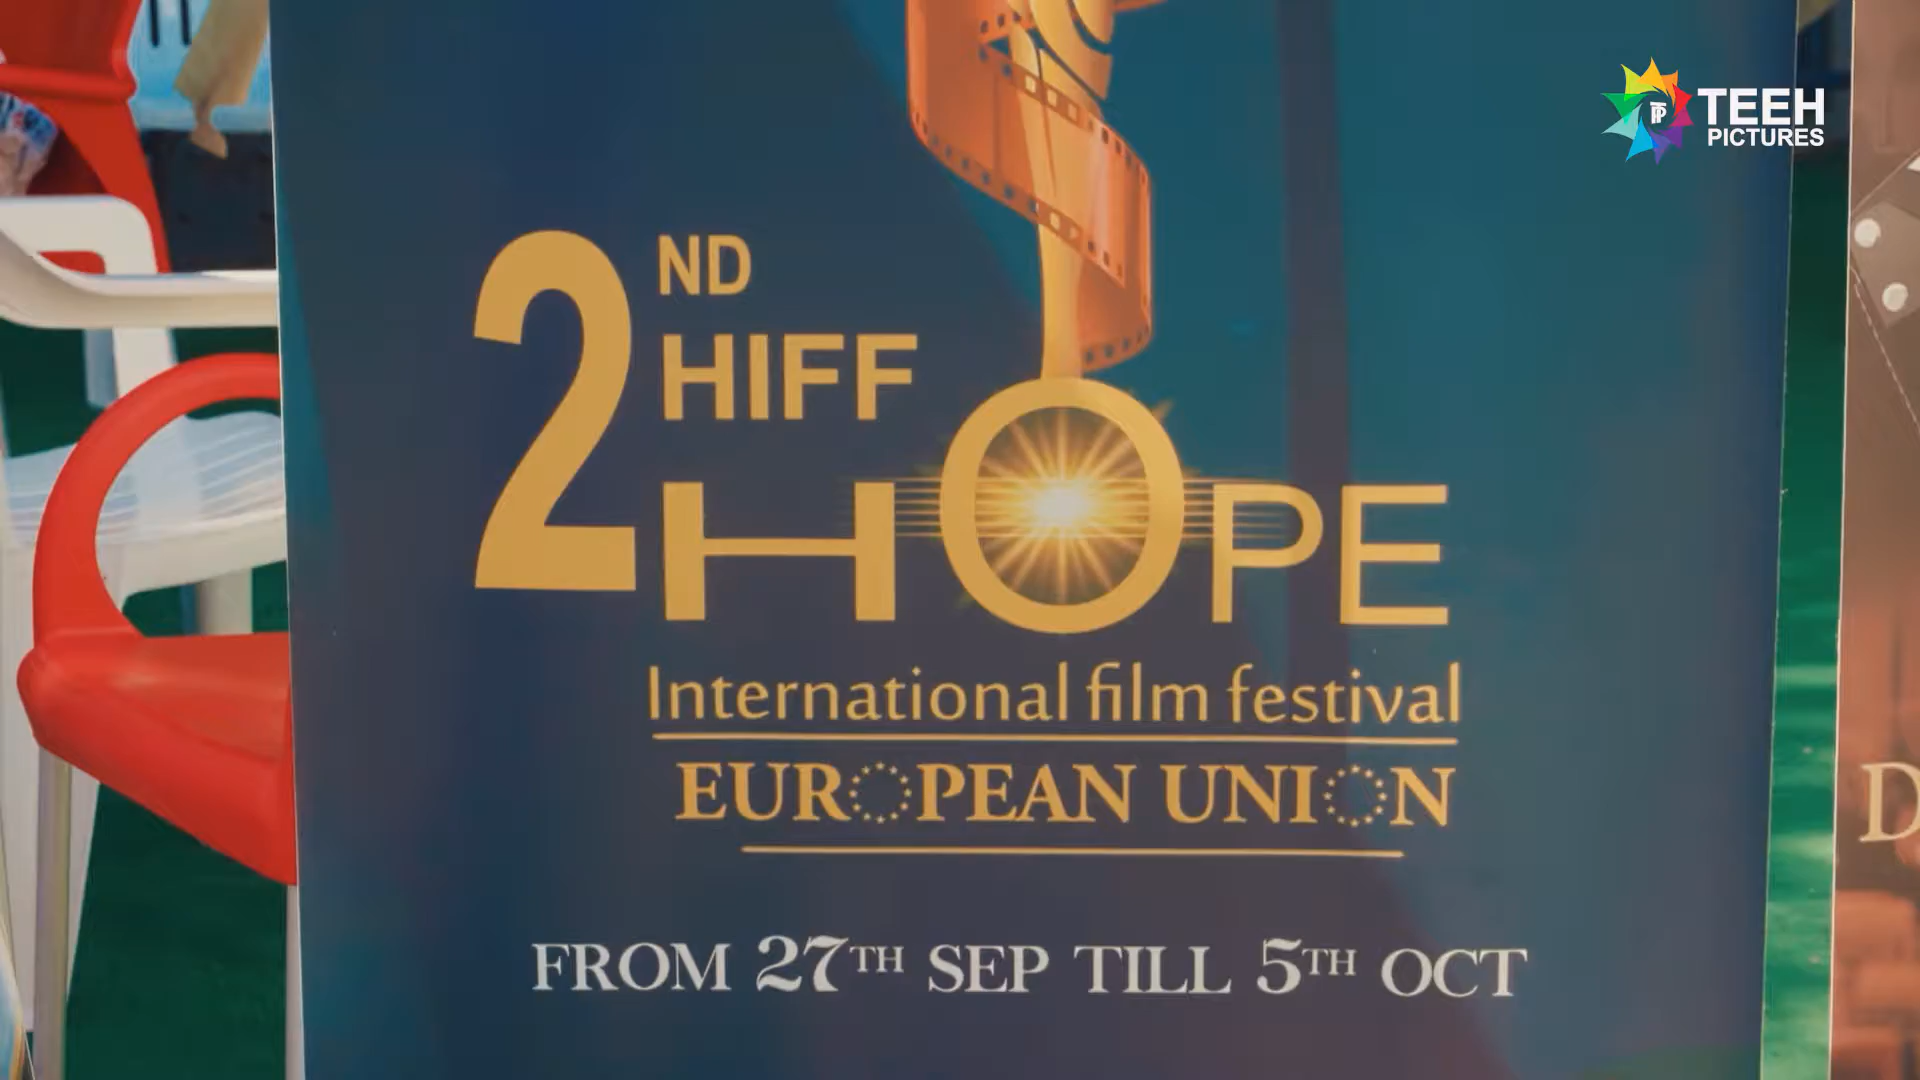 TEEH
PICTURES
2ND
HIFF
HOPE
International film festival
EUROPEAN UNION
FROM 27TH SEP TILL 5TH OCT